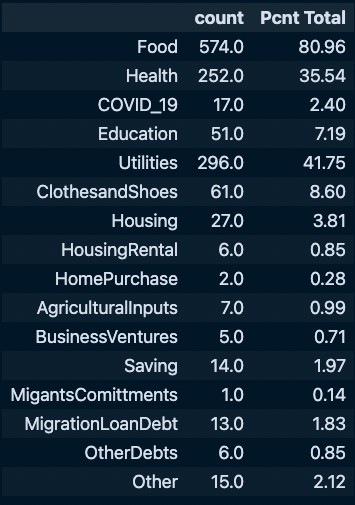 count Pcnt Total
Food 574.0 80.96
Health 252.0 35.54
COVID_19 17.0 2.40
Education 51.0 7.19
Utilities 296.0 41.75
ClothesandShoes 61.0 8.60
Housing 27.0 3.81
HousingRental 6.0 0.85
HomePurchase 2.0 0.28
AgriculturalInputs 7.0 0.99
BusinessVentures 5.0 0.71
Saving 14.0 1.97
MigantsComittments 1.0 0.14
MigrationLoanDebt 13.0 1.83
OtherDebts 6.0 0.85
Other 15.0 2.12